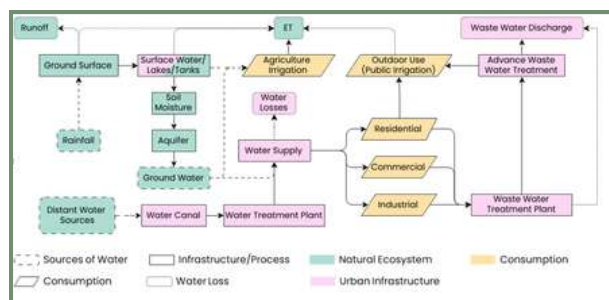 Runoff
ET
Waste Water Discharge
Ground Surface
Surface Water/
Lakes/Tanks
Agriculture
Irrigation
Outdoor Use
(Public Irrigation)
Advance Waste
Water Treatment
Soil
Moisture
Water
Losses
Rainfall
Aquifer
Residential
Water Supply
Ground Water
Commercial
Distant Water
Sources
Water Canal
Water Treatment Plant
Industrial
Waste Water
Treatment Plant
Sources of Water
Infrastructure/Process
Natural Ecosystem
Consumption
Consumption
Water Loss
Urban Infrastructure